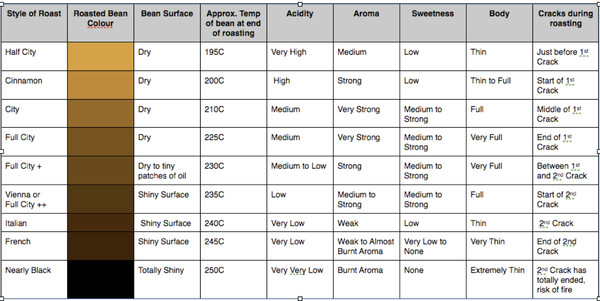 Style of Roast Roasted Bean Colour Bean Surface Approx. Temp of bean at end of roasting Acidity Aroma Sweetness Body Cracks during roasting
Half City Dry 195C Very High Medium Low Thin Just before 1st Crack
Cinnamon Dry 200C High Strong Low Thin to Full Start of 1st Crack
City Dry 210C Medium Very Strong Medium to Strong Full Middle of 1st Crack
Full City Dry 225C Medium Very Strong Medium to Strong Very Full End of 1st Crack
Full City + Dry to tiny patches of oil 230C Medium to Low Strong Medium to Strong Very Full Between 1st and 2nd Crack
Vienna or Full City ++ Shiny Surface 235C Low Medium to Strong Medium to Strong Full Start of 2nd Crack
Italian Shiny Surface 240C Very Low Weak Low Thin 2nd Crack
French Shiny Surface 245C Very Low Weak to Almost Burnt Aroma Very Low to None Very Thin End of 2nd Crack
Nearly Black Totally Shiny 250C Very Very Low Burnt Aroma None Extremely Thin 2nd Crack has totally ended, risk of fire